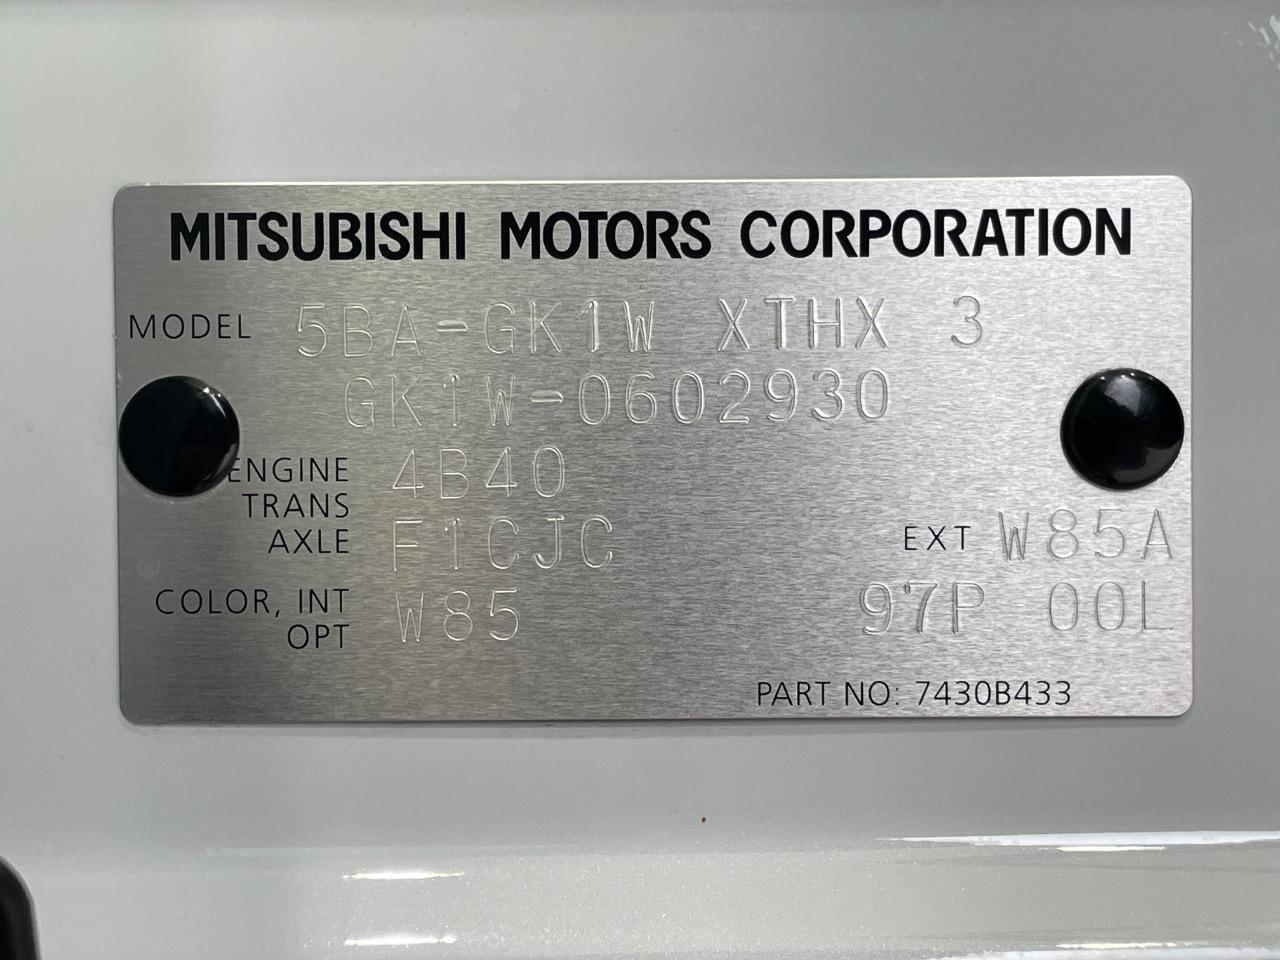 MITSUBISHI MOTORS CORPORATION
MODEL 5BA-GK1W XTHX 3
GK1W-0602930
ENGINE 4B40
TRANS
AXLE F1CJC EXT W85A
COLOR, INT
OPT W85 97P 00L
PART NO: 7430B433